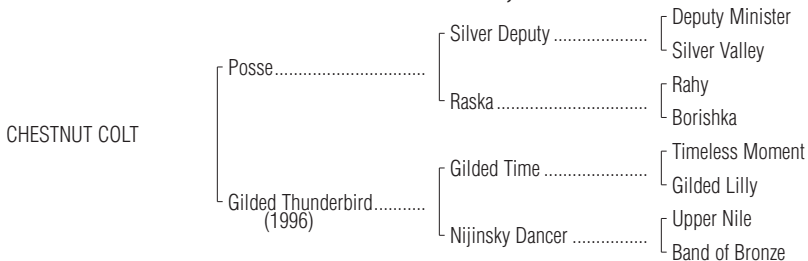 Deputy Minister
Silver Deputy ...................
Silver Valley
Posse...............................
Rahy
Raska ...............................
Borishka
CHESTNUT COLT
Timeless Moment
Gilded Time .....................
Gilded Lilly
Gilded Thunderbird...........
(1996)
Upper Nile
Nijinsky Dancer ................
Band of Bronze